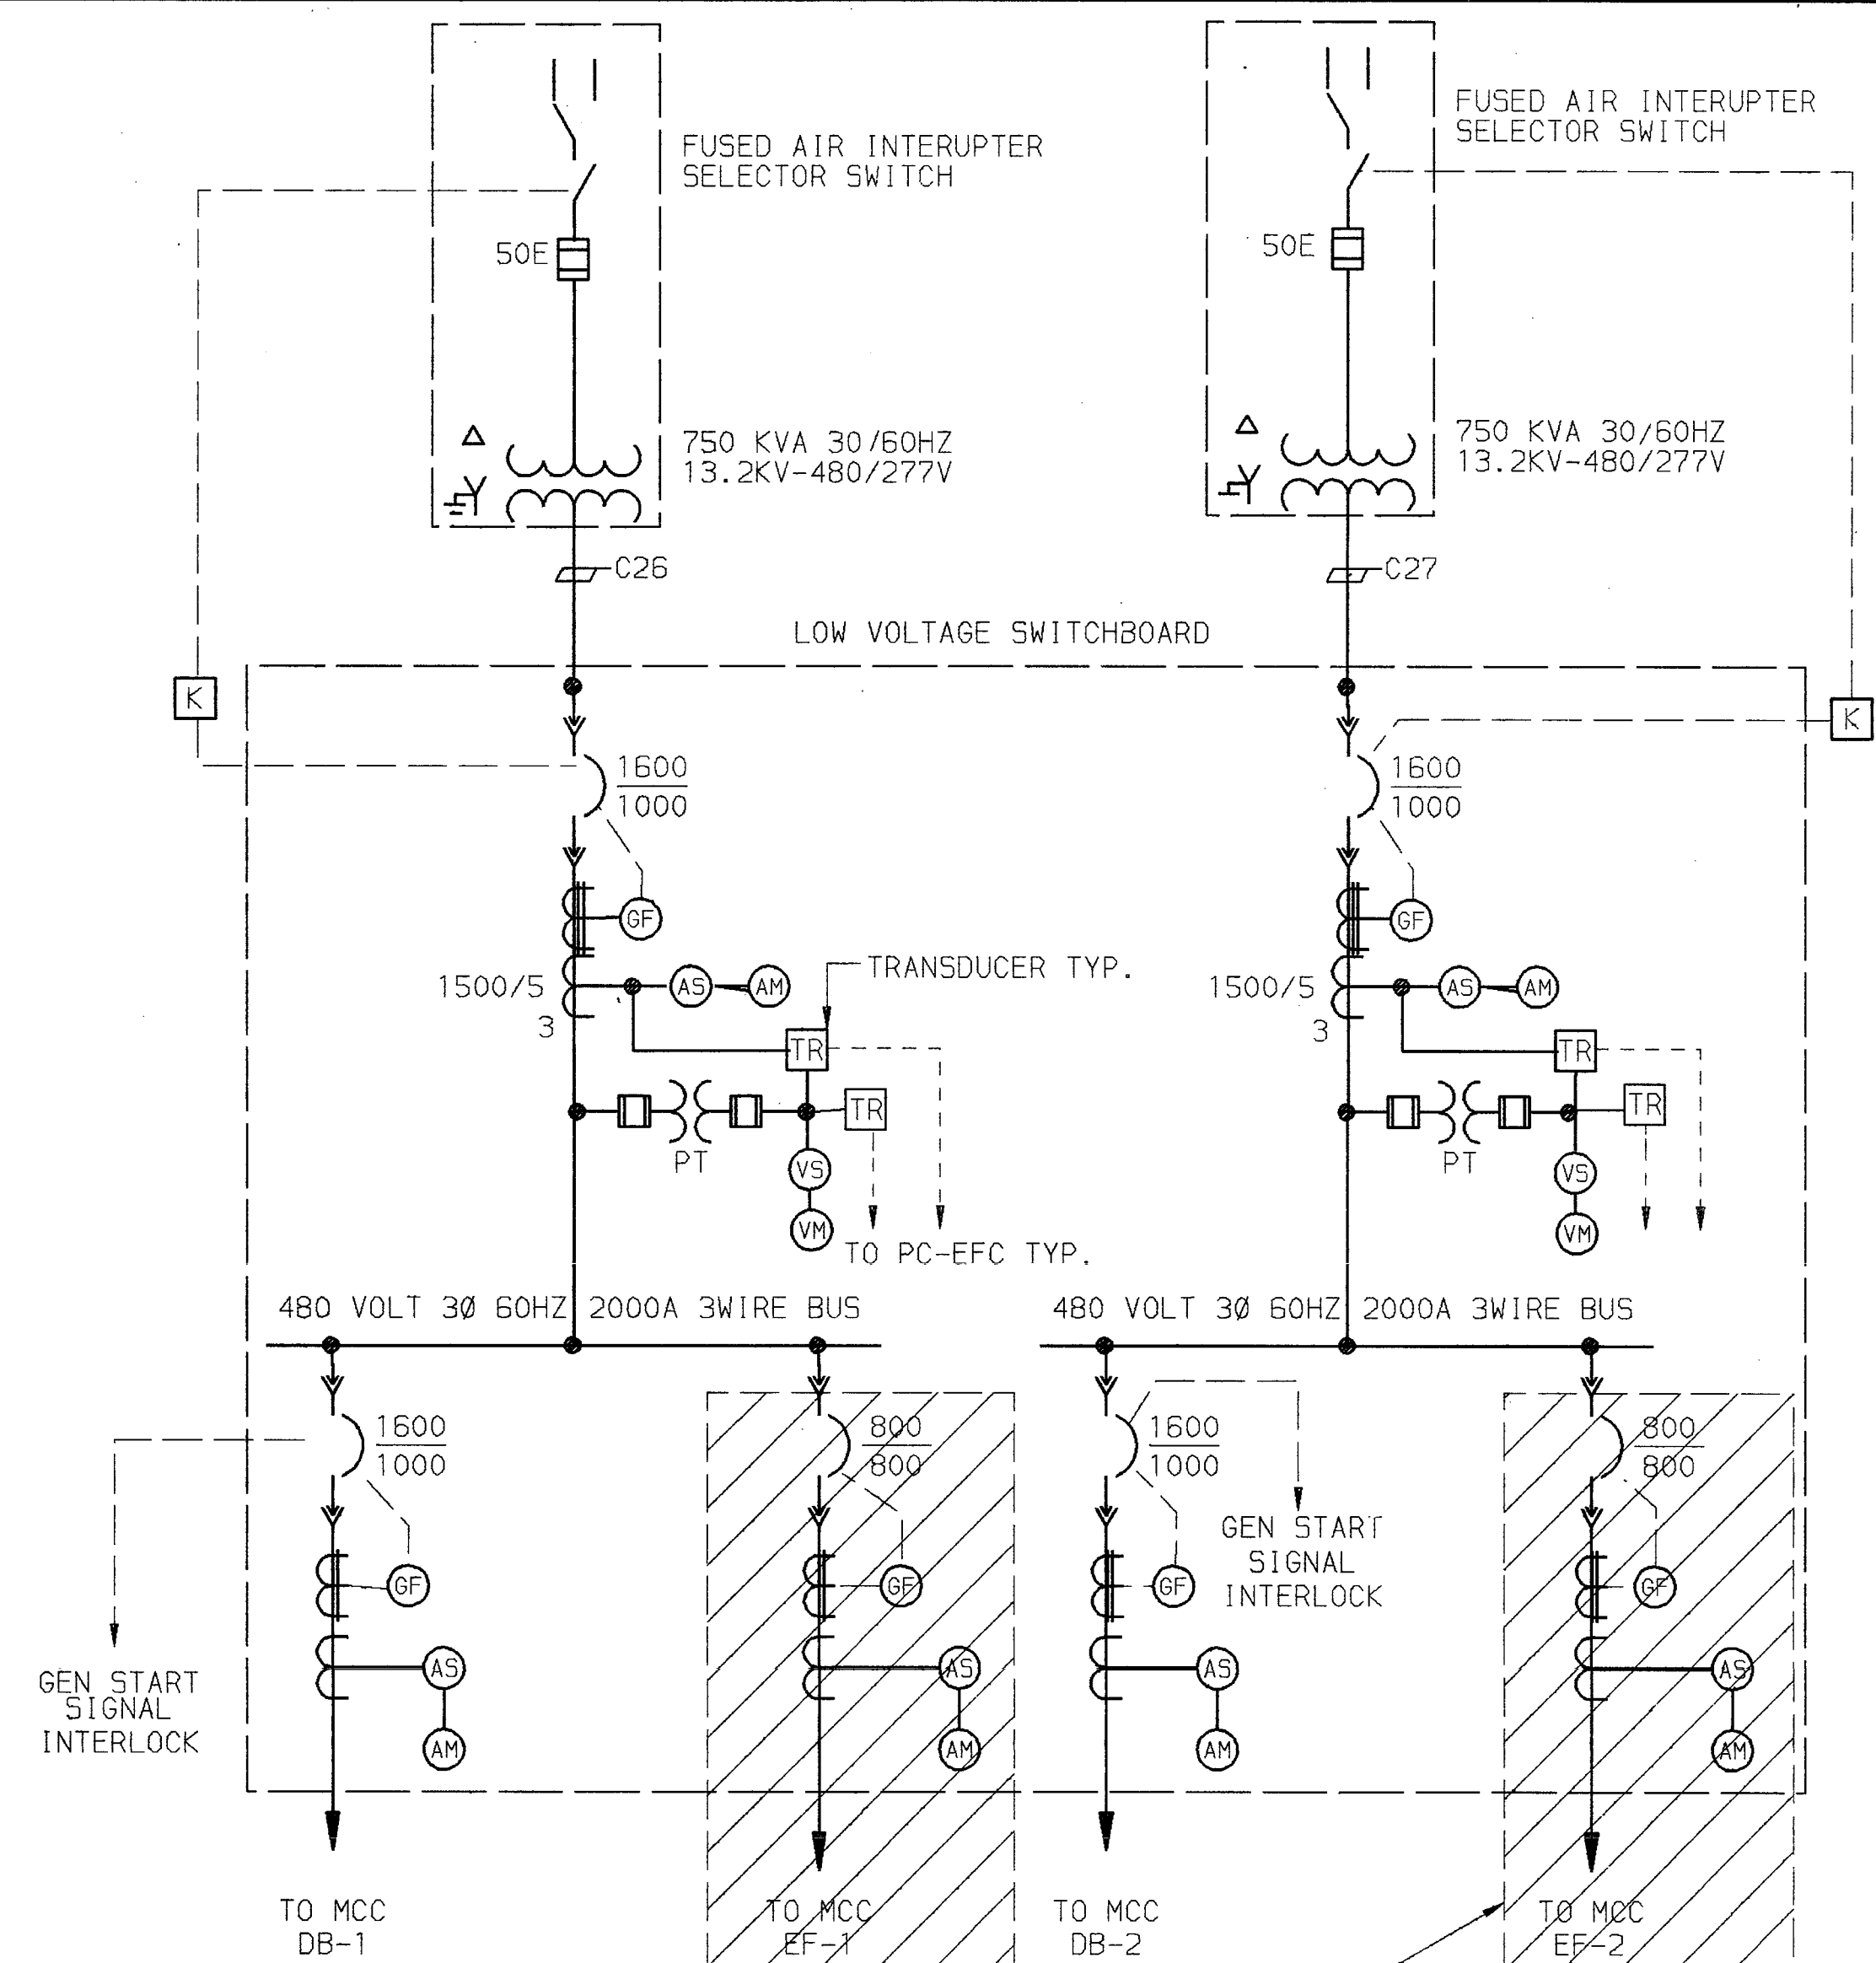 FUSED AIR INTERUPTER
SELECTOR SWITCH
FUSED AIR INTERUPTER
SELECTOR SWITCH
50E
50E
750 KVA 30/60HZ
13.2KV-480/277V
750 KVA 30/60HZ
13.2KV-480/277V
C26
C27
LOW VOLTAGE SWITCHBOARD
K
K
1600
1000
1600
1000
GF
GF
TRANSDUCER TYP.
1500/5
AS
AM
1500/5
AS
AM
3
3
TR
TR
TR
TR
PT
PT
VS
VS
VM
VM
TO PC-EFC TYP.
480 VOLT 3Ø 60HZ 2000A 3WIRE BUS
480 VOLT 3Ø 60HZ 2000A 3WIRE BUS
1600
1000
800
800
1600
1000
800
800
GEN START
SIGNAL
INTERLOCK
GF
GF
GF
GF
AS
AS
AS
AS
GEN START
SIGNAL
INTERLOCK
AM
AM
AM
AM
TO MCC
DB-1
TO MCC
EF-1
TO MCC
DB-2
TO MCC
EF-2